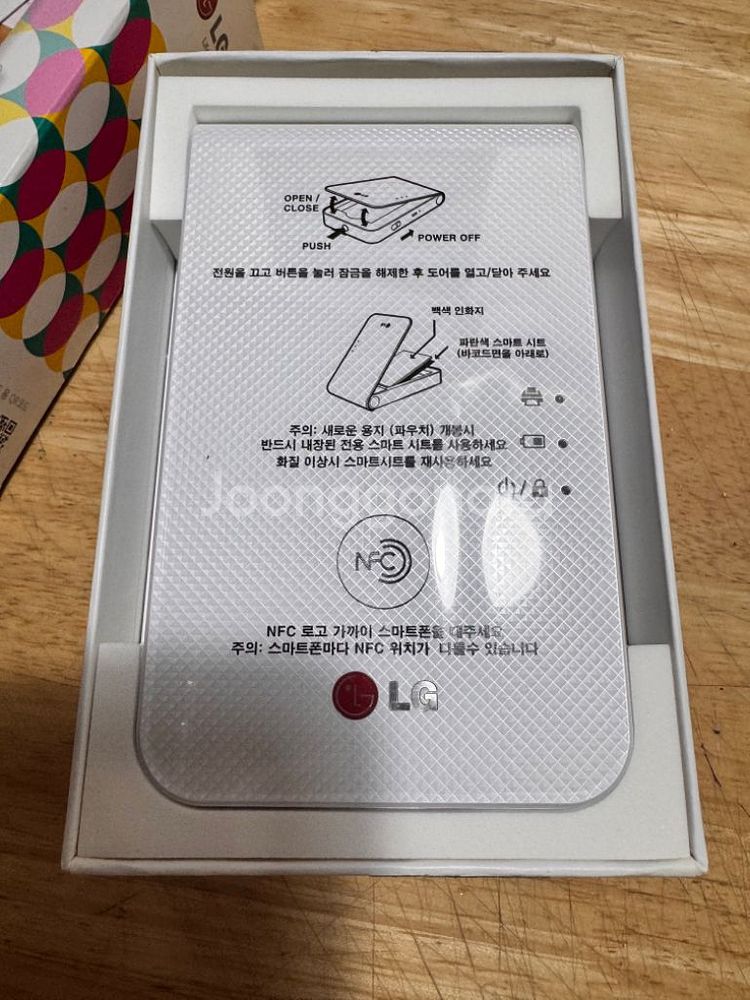 LG
OPEN /
CLOSE
PUSH
POWER OFF
전원을 끄고 버튼을 눌러 잠금을 해제한 후 도어를 열고/닫아 주세요
백색 인화지
파란색 스마트 시트
(바코드면을 아래로)
주의: 새로운 용지 (파우치) 개봉시
반드시 내장된 전용 스마트 시트를 사용하세요
화질 이상시 스마트시트를 재사용하세요
Joongonara
NFC
NFC 로고 가까이 스마트폰을 대주세요
주의: 스마트폰마다 NFC 위치가 다를수 있습니다
LG